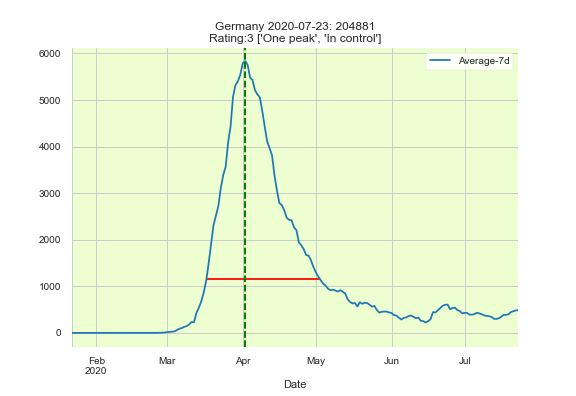 Germany 2020-07-23: 204881
Rating:3 ['One peak', 'In control']
Average-7d
6000
5000
4000
3000
2000
1000
0
Feb
2020
Mar
Apr
May
Jun
Jul
Date